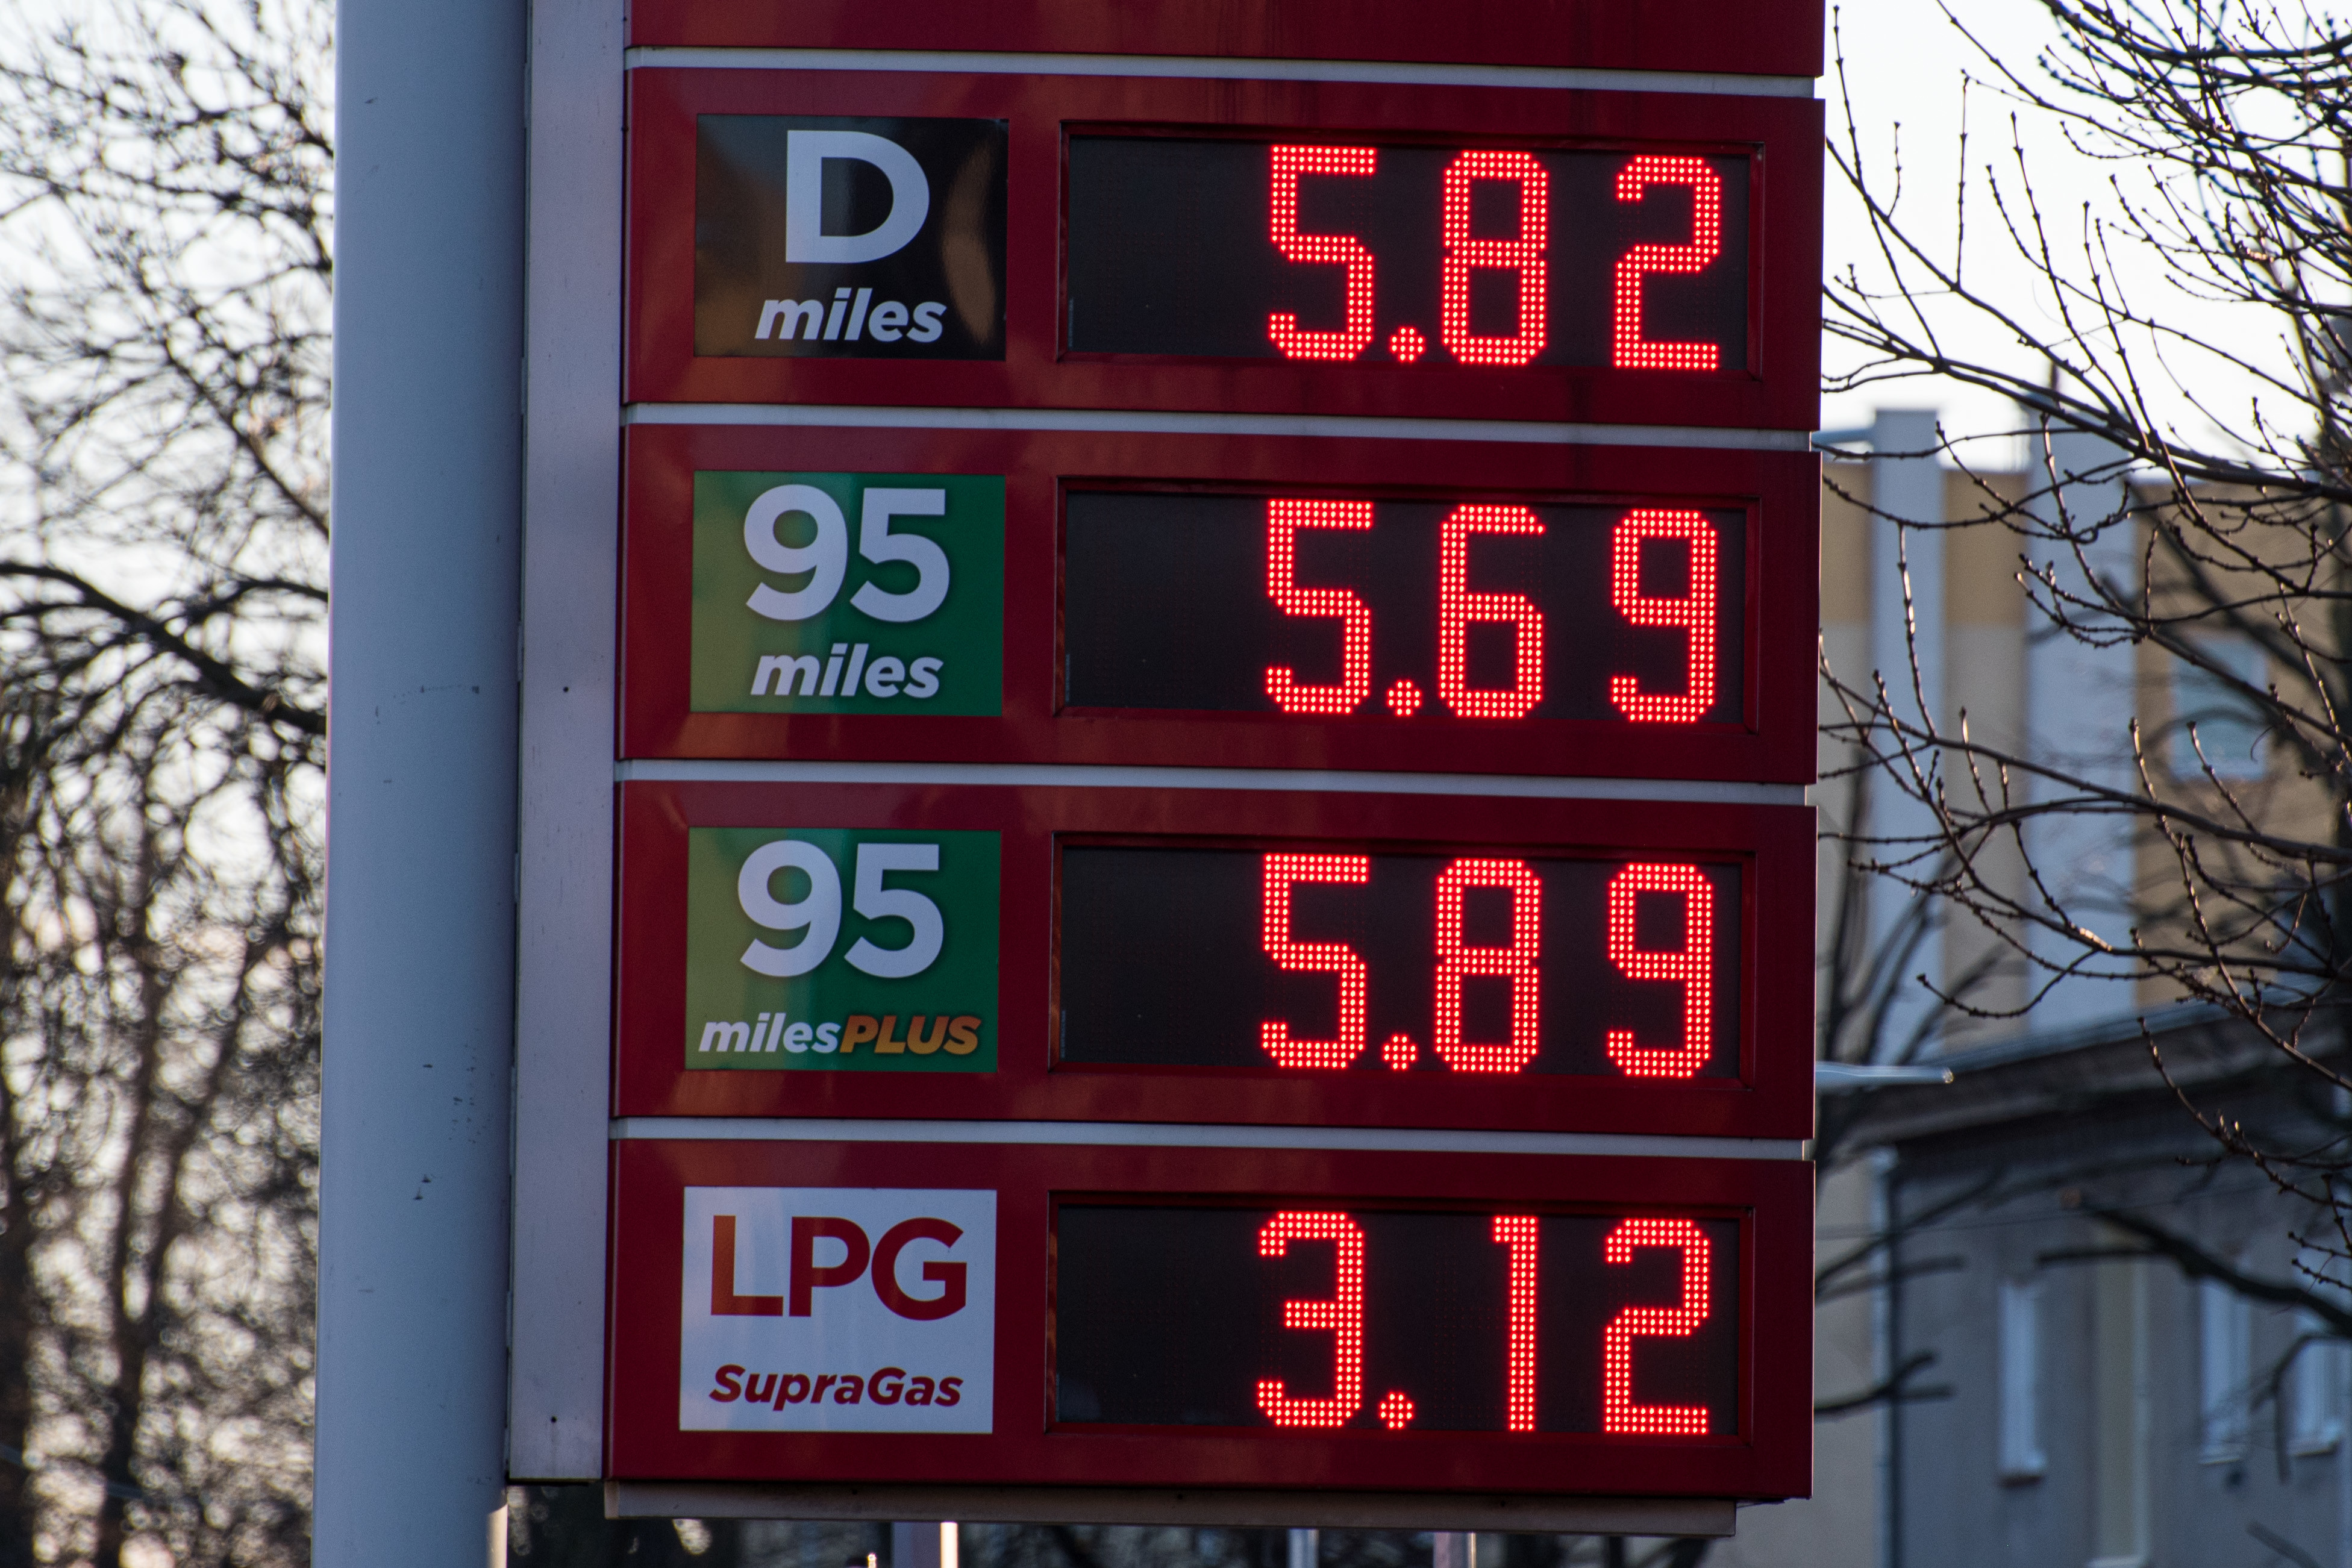 D
miles
5.82
95
miles
5.69
95
milesPLUS
5.89
LPG
SupraGas
3.12